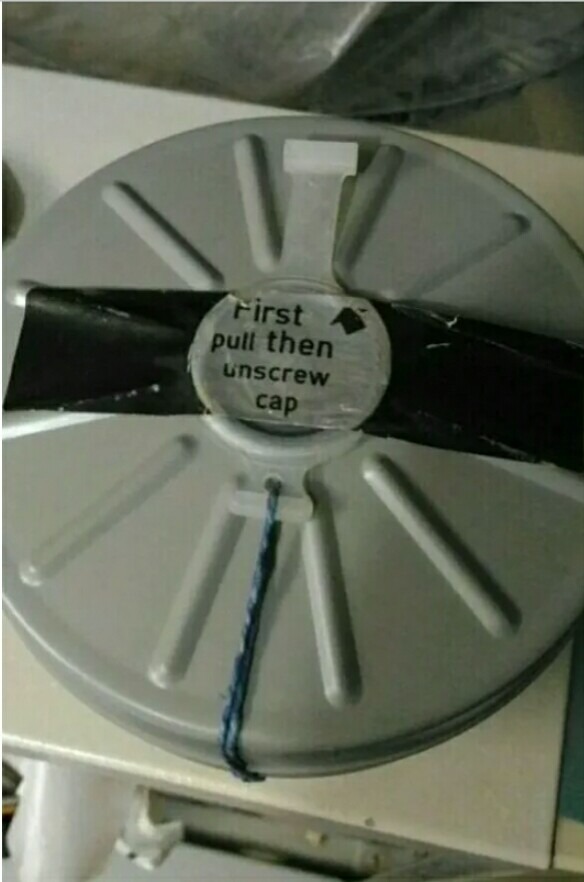 First
pull then
unscrew
cap